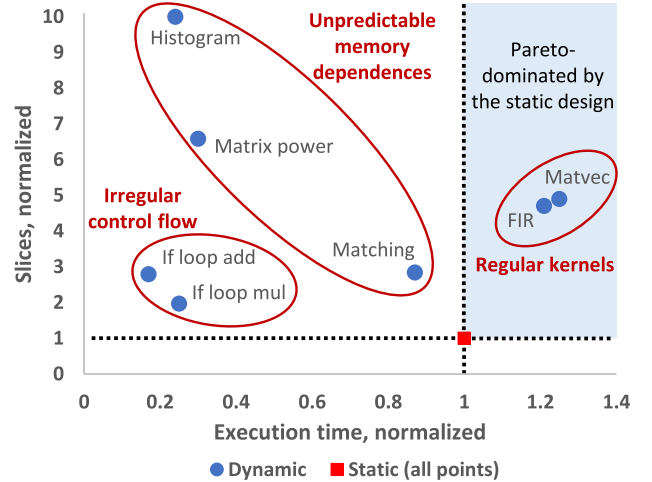 Slices, normalized
10
9
8
7
6
5
4
3
2
1
0
Histogram
Unpredictable
memory
dependences
Matrix power
Matching
Irregular
control flow
If loop add
If loop mul
Pareto-
dominated by
the static design
Matvec
FIR
Regular kernels
0
0.2
0.4
0.6
0.8
1
1.2
1.4
Execution time, normalized
Dynamic
Static (all points)